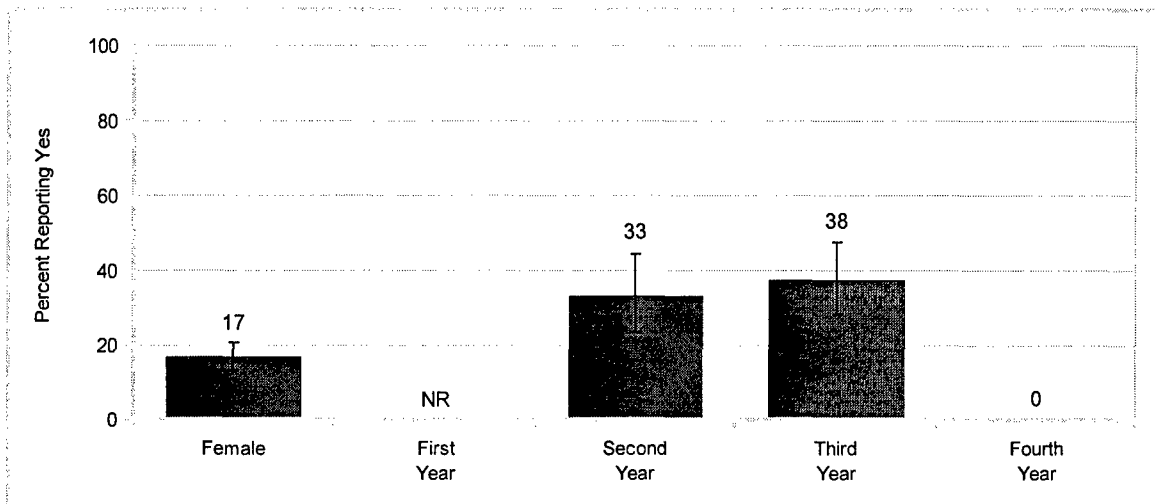 Percent Reporting Yes
100
80
60
40
20
0
17
NR
33
38
0
Female
First
Year
Second
Year
Third
Year
Fourth
Year